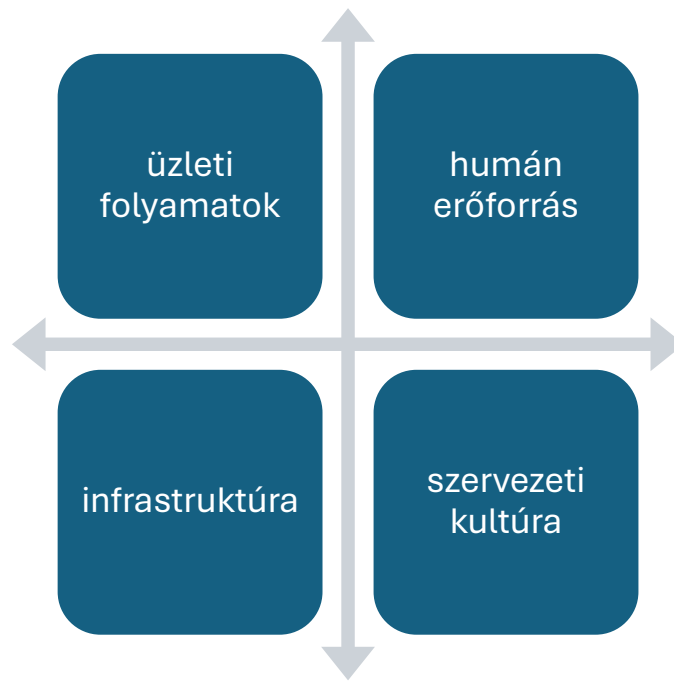 üzleti
folyamatok
humán
erőforrás
infrastruktúra
szervezeti
kultúra